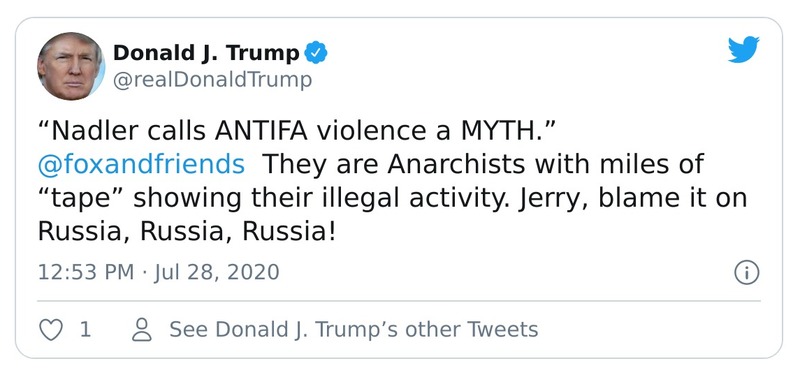 Donald J. Trump
@realDonaldTrump
“Nadler calls ANTIFA violence a MYTH.”
@foxandfriends  They are Anarchists with miles of
“tape” showing their illegal activity. Jerry, blame it on
Russia, Russia, Russia!
12:53 PM · Jul 28, 2020
1
See Donald J. Trump’s other Tweets